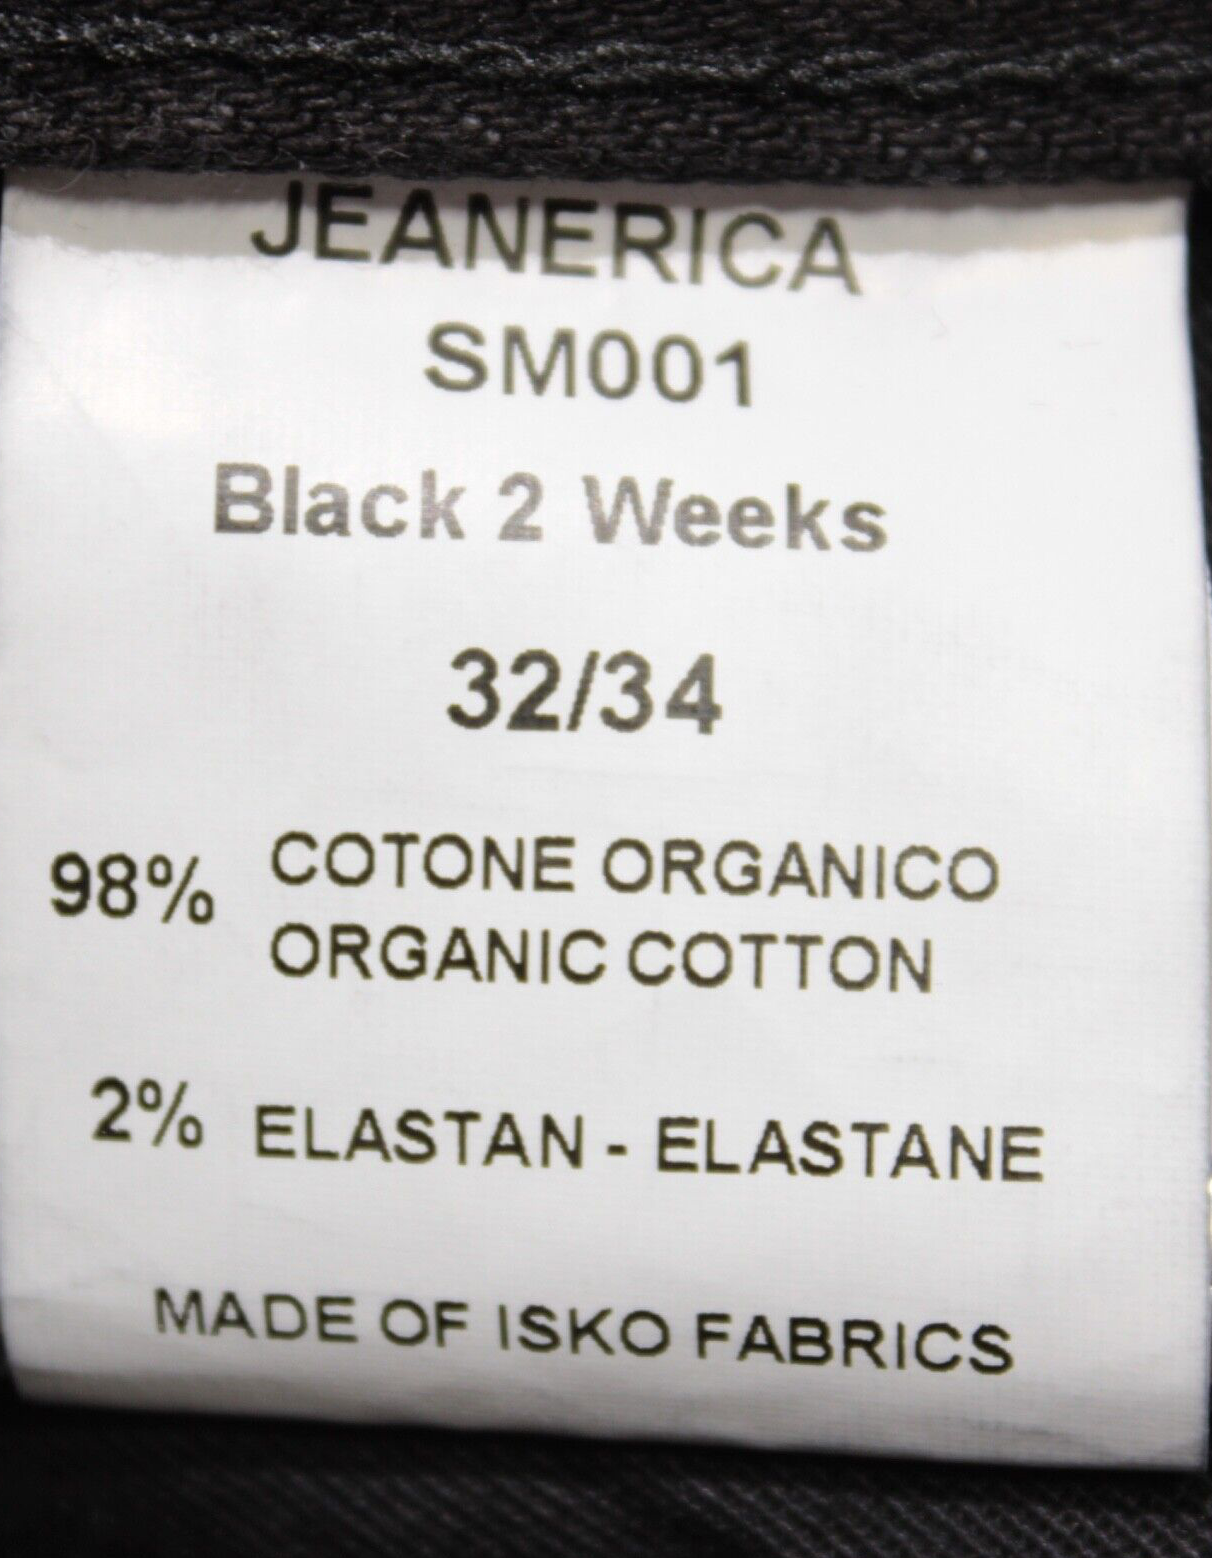 JEANERICA
SM001
Black 2 Weeks
32/34
98% COTONE ORGANICO
ORGANIC COTTON
2% ELASTAN - ELASTANE
MADE OF ISKO FABRICS